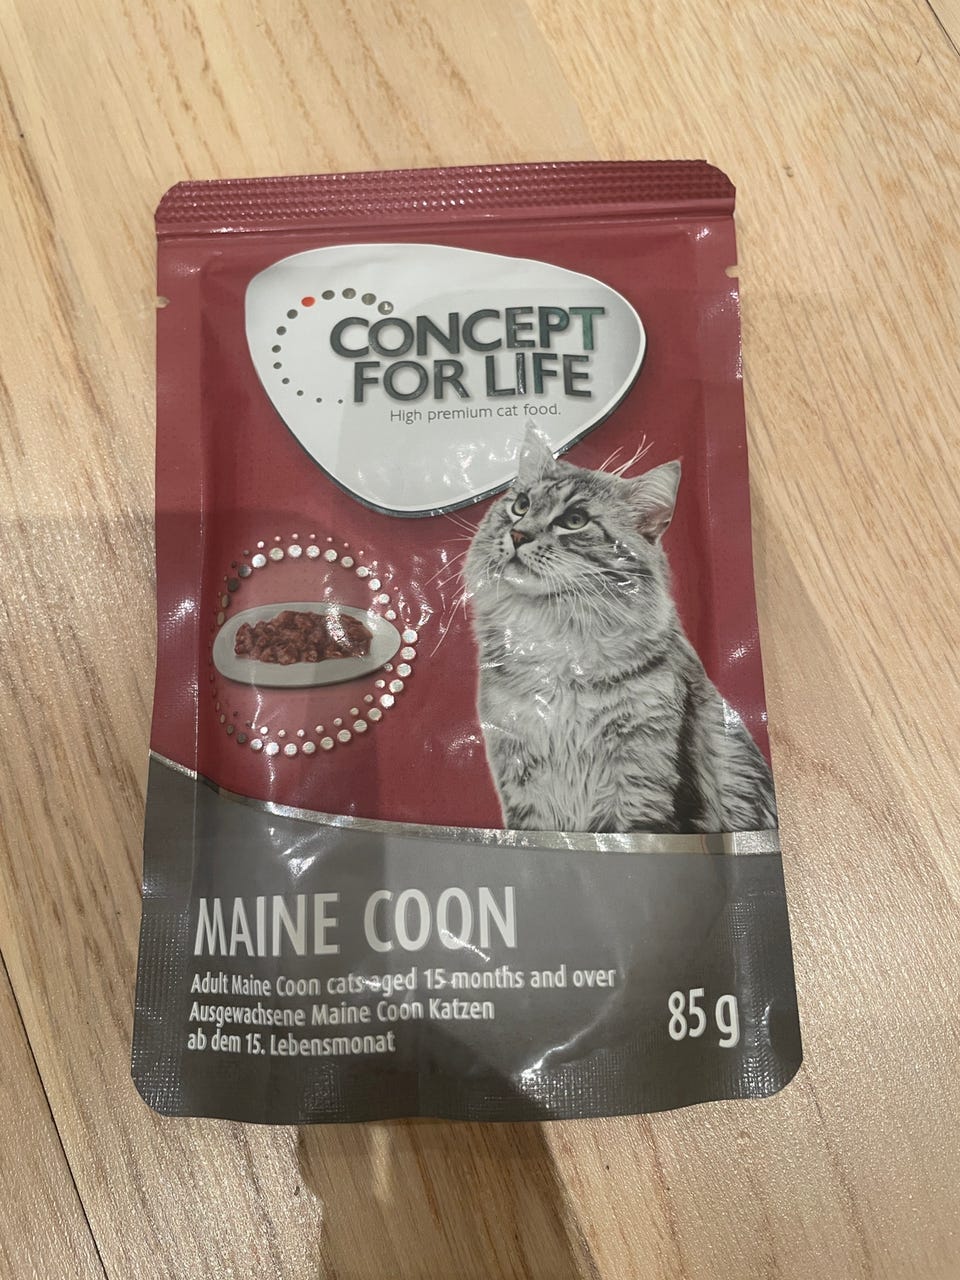 CONCEPT
FOR LIFE
High premium cat food.
MAINE COON
Adult Maine Coon cats aged 15 months and over
Ausgewachsene Maine Coon Katzen
ab dem 15. Lebensmonat
85 g